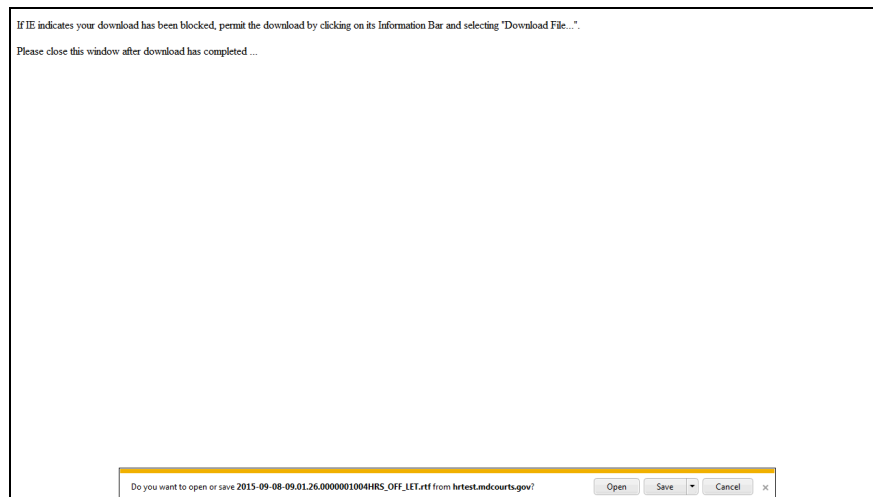 If IE indicates your download has been blocked, permit the download by clicking on its Information Bar and selecting "Download File...".
Please close this window after download has completed ...
Do you want to open or save 2015-09-08-09.01.26.0000001004HRS_OFF_LET.rtf from hrtest.mdcourts.gov? Open Save Cancel ×